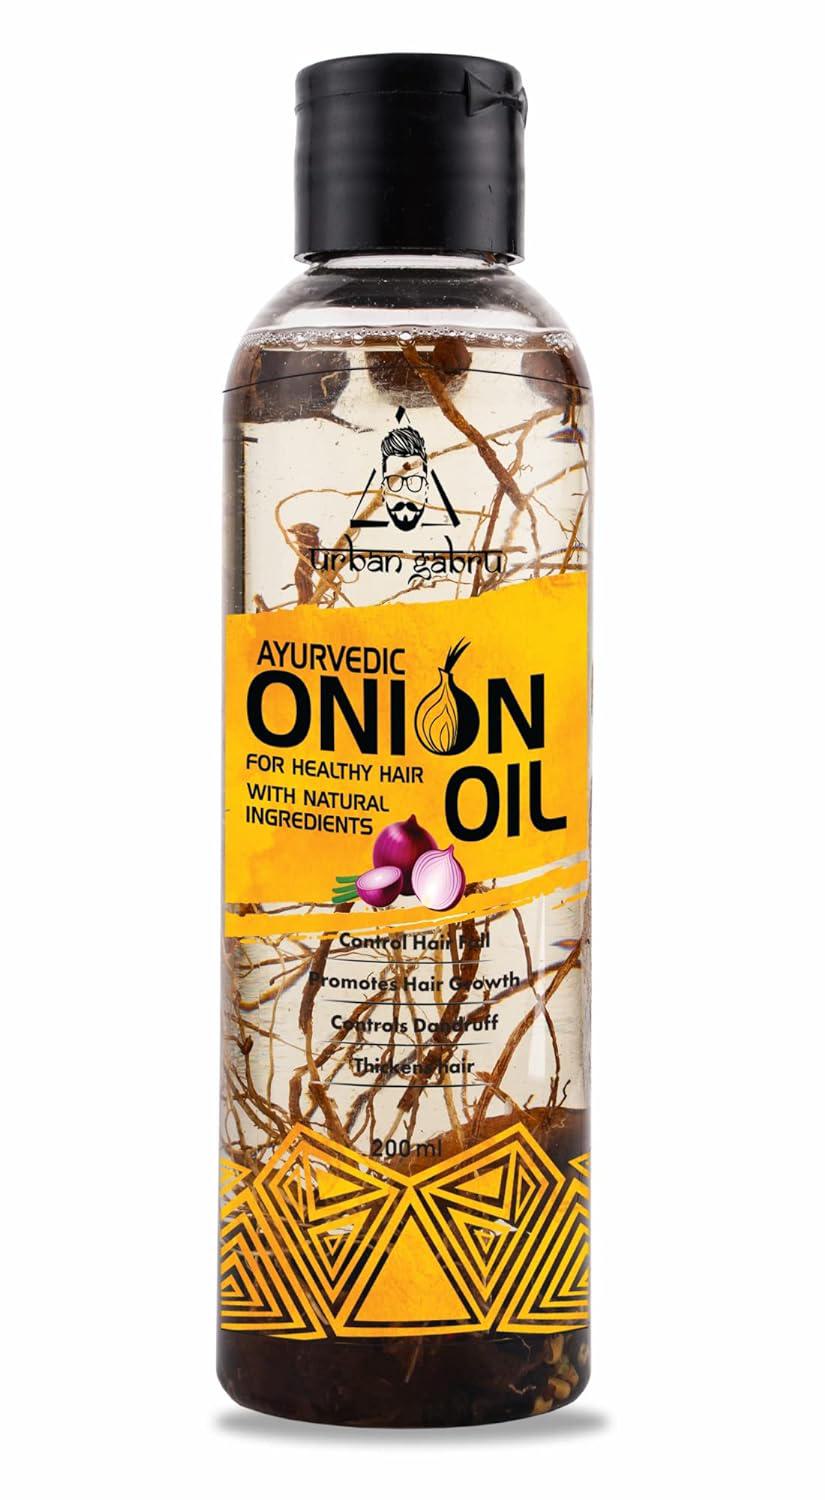 urban gabru
AYURVEDIC
ONION
OIL
FOR HEALTHY HAIR
WITH NATURAL
INGREDIENTS
Control Hair Fall
Promotes Hair Growth
Controls Dandruff
Thickens hair
200 ml